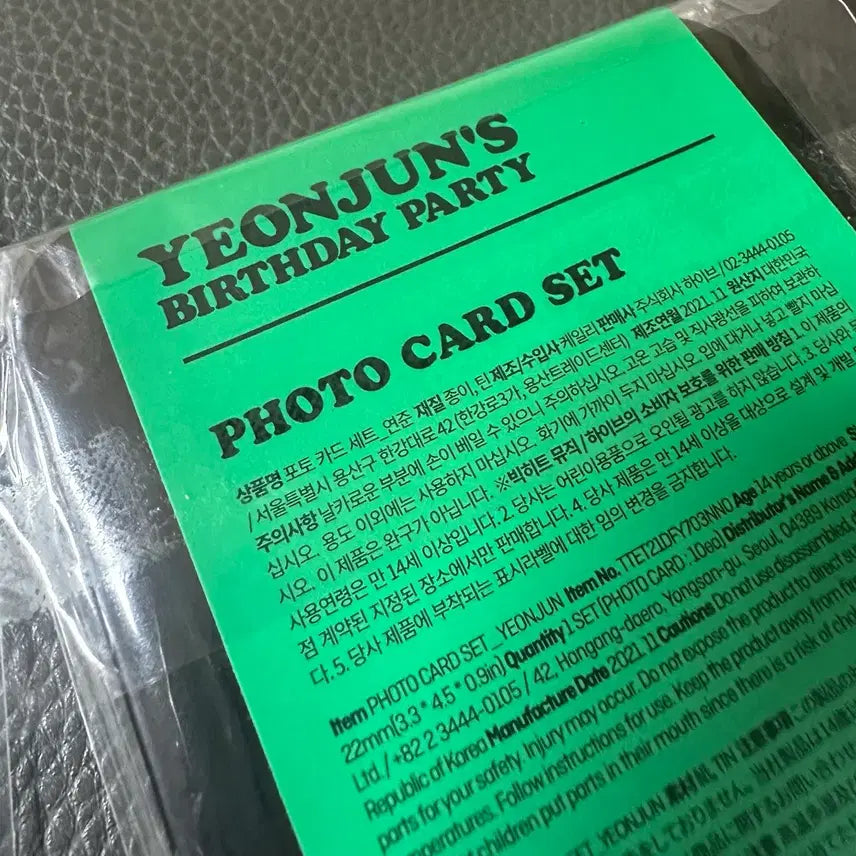 YEONJUN'S
BIRTHDAY PARTY
PHOTO CARD SET
상품명 포토 카드 세트_연준 재질 종이, 틴 제조/수입사 케일리 판매사 주식회사 하이브 / 02-3444-0105
/ 서울특별시 용산구 한강대로 42 (한강로3가, 용산트레이드센터) 제조연월 2021. 11 원산지 대한민국
주의사항 날카로운 부분에 손이 베일 수 있으니 주의하십시오. 고온 고습 및 직사광선을 피하여 보관하
십시오. 용도 이외에는 사용하지 마십시오. 화기에 가까이 두지 마십시오 입에 대거나 넣고 빨지 마십
시오. 이 제품은 완구가 아닙니다. ※빅히트 뮤직 / 하이브의 소비자 보호를 위한 판매 방침 1. 이 제품의
사용연령은 만 14세 이상입니다. 2. 당사는 어린이용품으로 오인될 광고를 하지 않습니다. 3. 당사와
점 계약된 지정된 장소에서만 판매합니다. 4. 당사 제품은 만 14세 이상을 대상으로 설계 및 개발
다. 5. 당사 제품에 부착되는 표시라벨에 대한 임의 변경을 금지합니다.
Item PHOTO CARD SET_YEONJUN Item No. TTET21DFY703NN0 Age 14 years or above
22mm(3.3 * 4.5 * 0.9in) Quantity 1 SET (PHOTO CARD : 10ea) Distributor's Name &
Ltd. / +82 2 3444-0105 / 42, Hangang-daero, Yongsan-gu, Seoul, 04389
Republic of Korea Manufacture Date 2021. 11 Cautions Do not use disassembled
parts for your safety. Injury may occur. Do not expose the product to direct
Follow instructions for use. Keep the product away from
children put parts in their mouth since there is a risk of
YEONJUN 素材 紙, TIN 注意事項 この製品の